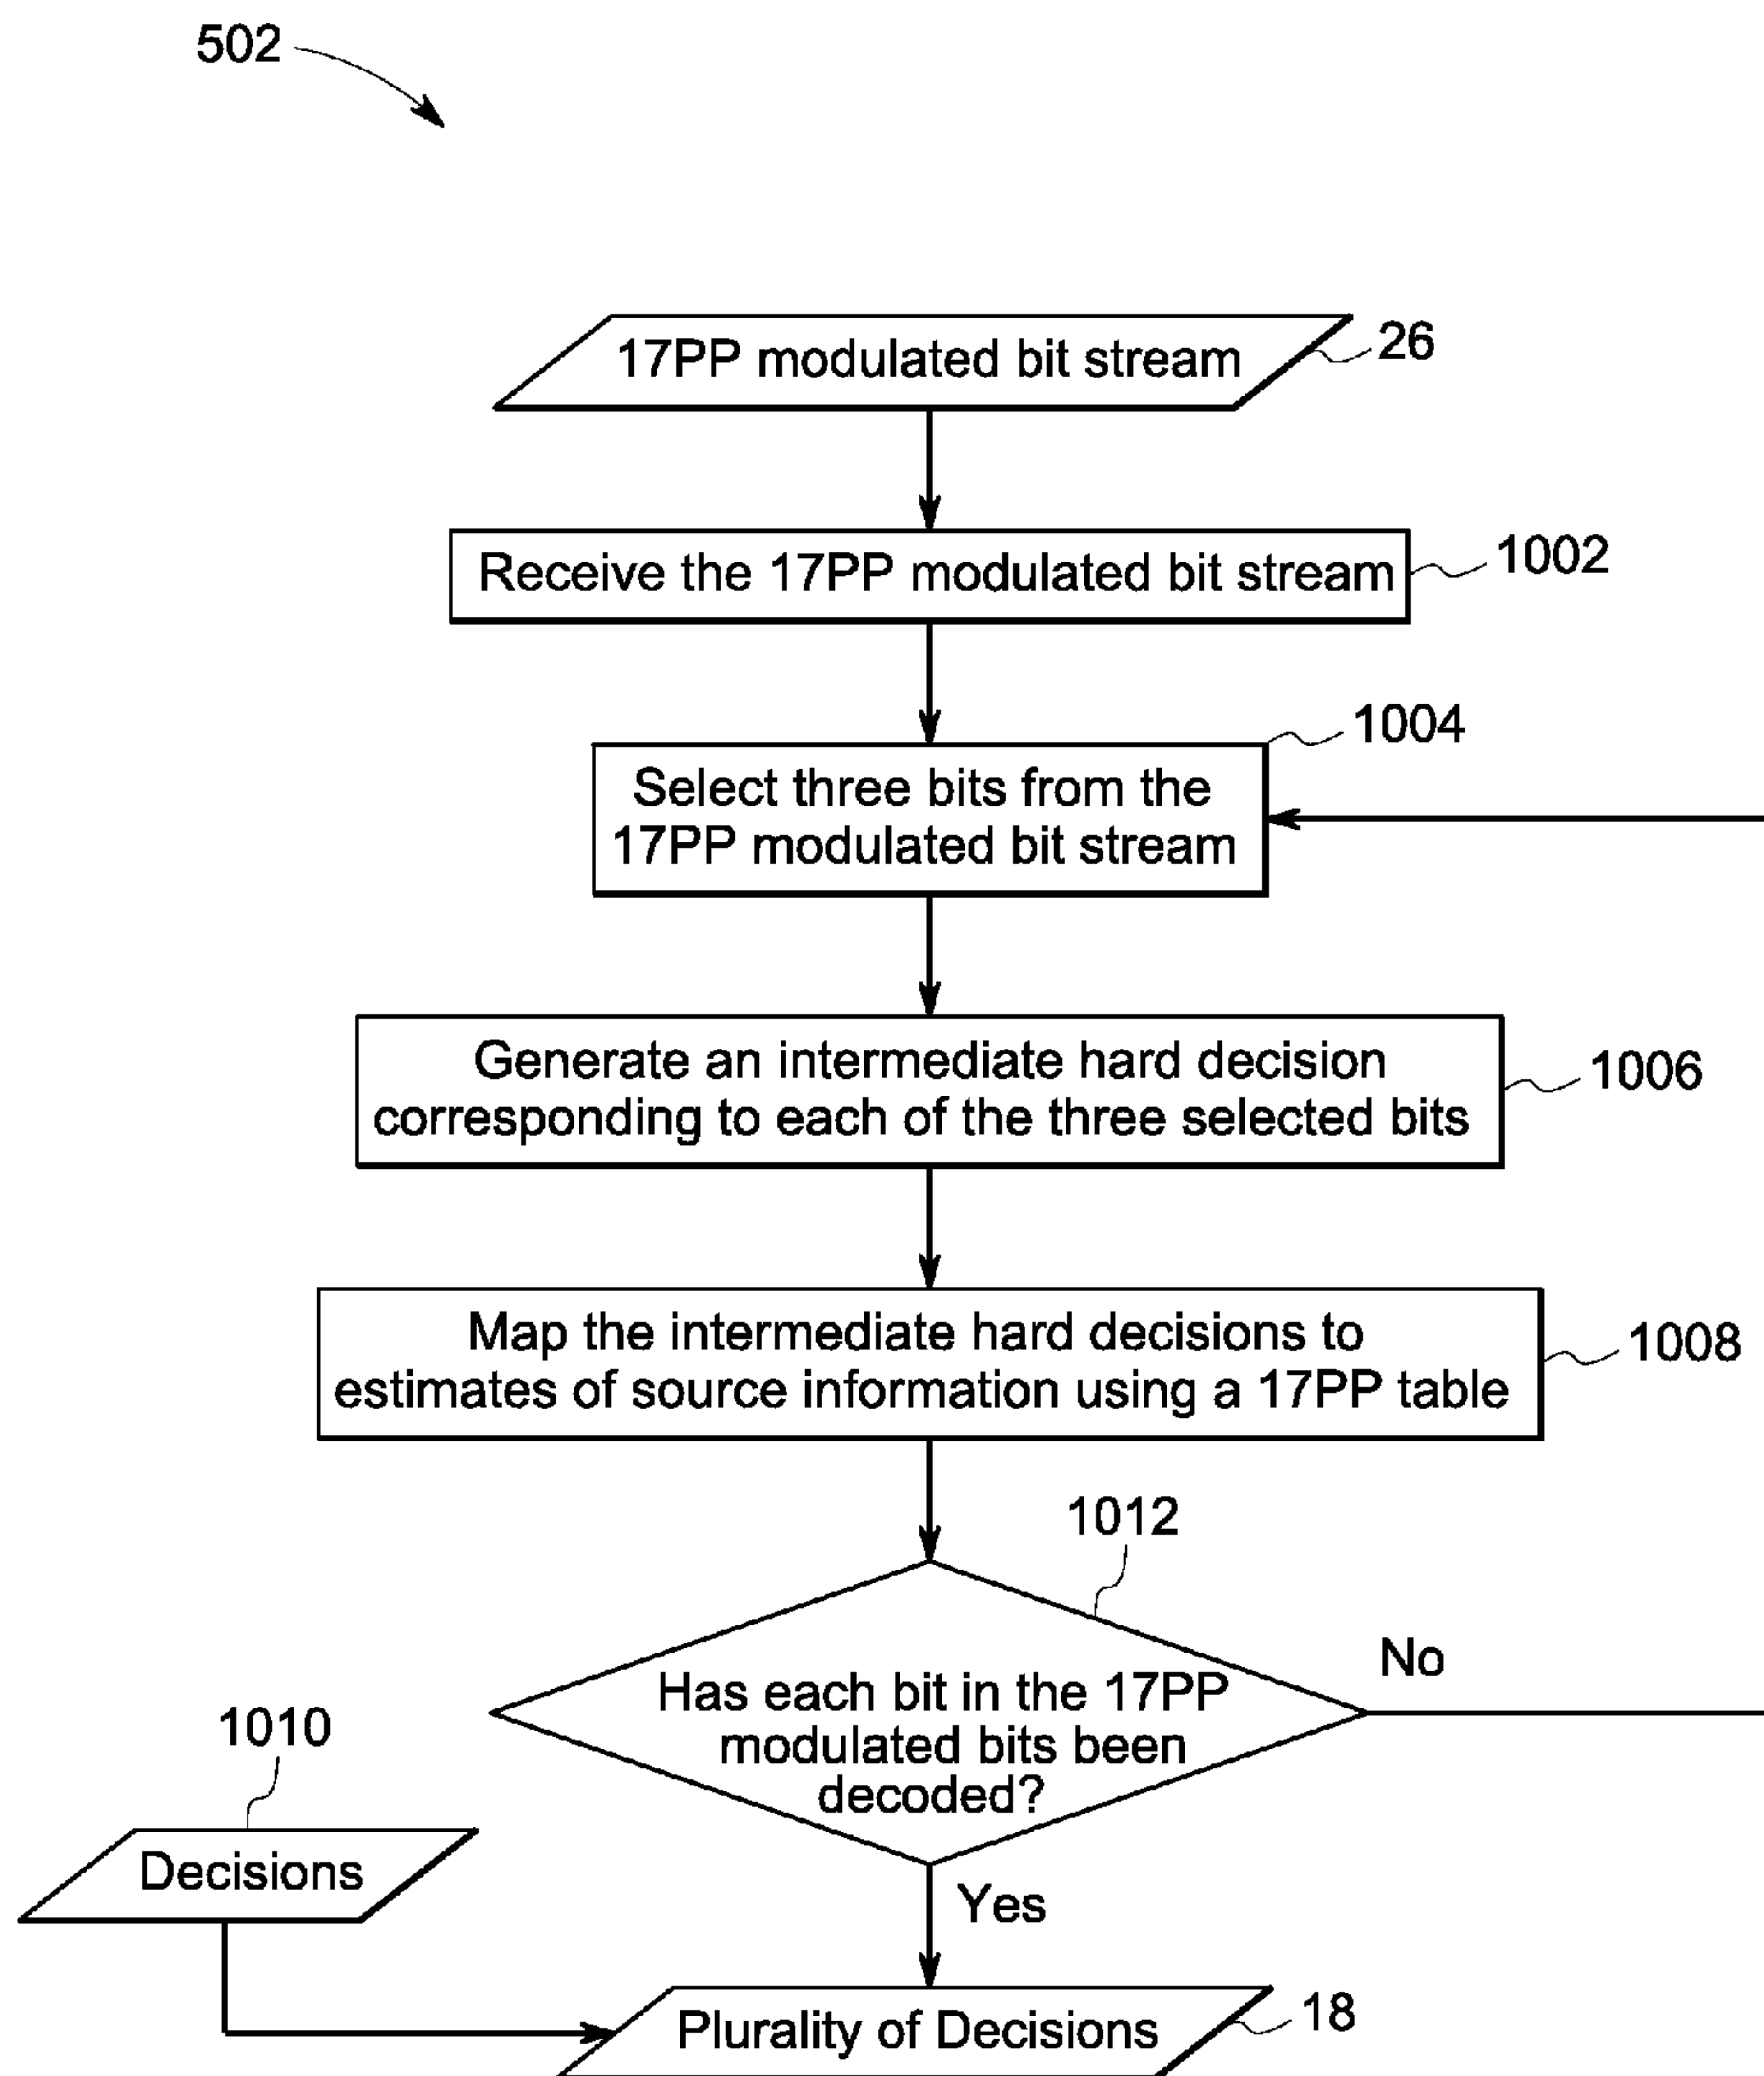 502
17PP modulated bit stream
26
Receive the 17PP modulated bit stream
1002
1004
Select three bits from the
17PP modulated bit stream
Generate an intermediate hard decision
corresponding to each of the three selected bits
1006
Map the intermediate hard decisions to
estimates of source information using a 17PP table
1008
1012
Has each bit in the 17PP
modulated bits been
decoded?
No
1010
Decisions
Yes
Plurality of Decisions
18